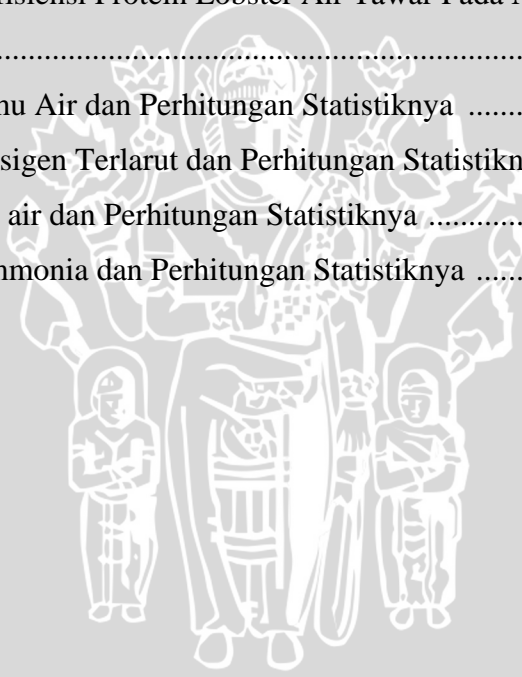 isiensi Protein Lobster Air Tawar Pada
....................................................................
hu Air dan Perhitungan Statistiknya .......
sigen Terlarut dan Perhitungan Statistikn
air dan Perhitungan Statistiknya ............
mmonia dan Perhitungan Statistiknya ......